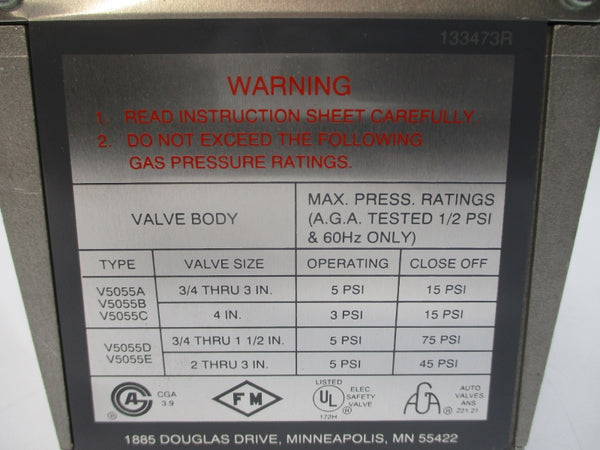 133473R
WARNING
1. READ INSTRUCTION SHEET CAREFULLY.
2. DO NOT EXCEED THE FOLLOWING
GAS PRESSURE RATINGS.
VALVE BODY
MAX. PRESS. RATINGS
(A.G.A. TESTED 1/2 PSI
& 60Hz ONLY)
TYPE VALVE SIZE OPERATING CLOSE OFF
V5055A
V5055B
V5055C
3/4 THRU 3 IN. 5 PSI 15 PSI
4 IN. 3 PSI 15 PSI
V5055D
V5055E
3/4 THRU 1 1/2 IN. 5 PSI 75 PSI
2 THRU 3 IN. 5 PSI 45 PSI
CGA
3.9
®
FM
LISTED
UL ®
172H
ELEC
SAFETY
VALVE
AGA ®
AUTO
VALVES
ANS
221.21
1885 DOUGLAS DRIVE, MINNEAPOLIS, MN 55422